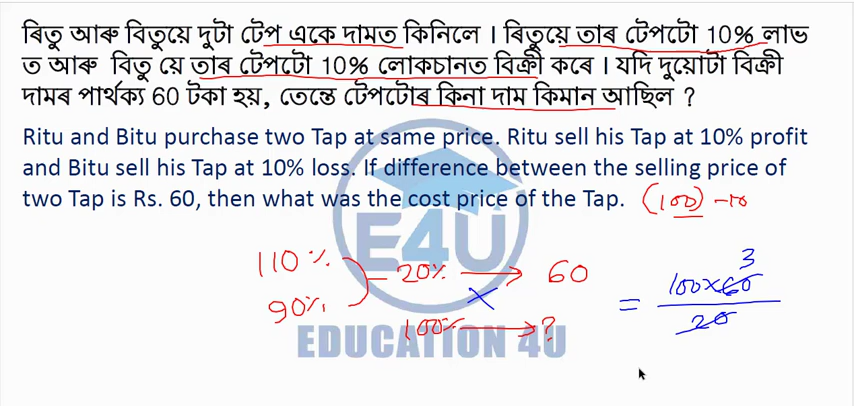 ৰিতু আৰু বিতুয়ে দুটা টেপ একে দামত কিনিলে । ৰিতুয়ে তাৰ টেপটো 10% লাভ
ত আৰু বিতু য়ে তাৰ টেপটো 10% লোকচানত বিক্ৰী কৰে । যদি দুয়োটা বিক্ৰী
দামৰ পাৰ্থক্য 60 টকা হয়, তেন্তে টেপটোৰ কিনা দাম কিমান আছিল ?
Ritu and Bitu purchase two Tap at same price. Ritu sell his Tap at 10% profit
and Bitu sell his Tap at 10% loss. If difference between the selling price of
two Tap is Rs. 60, then what was the cost price of the Tap. (100) – 10
110% 20% → 60
90%
100% → ?
= 100×60 3
20
E4U
EDUCATION 4U